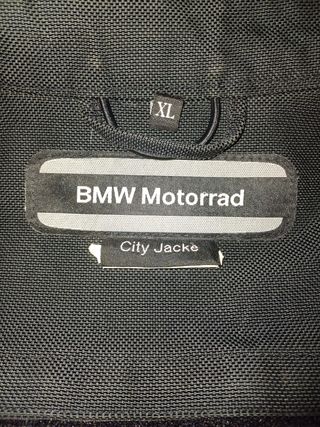 XL
BMW Motorrad
City Jacke